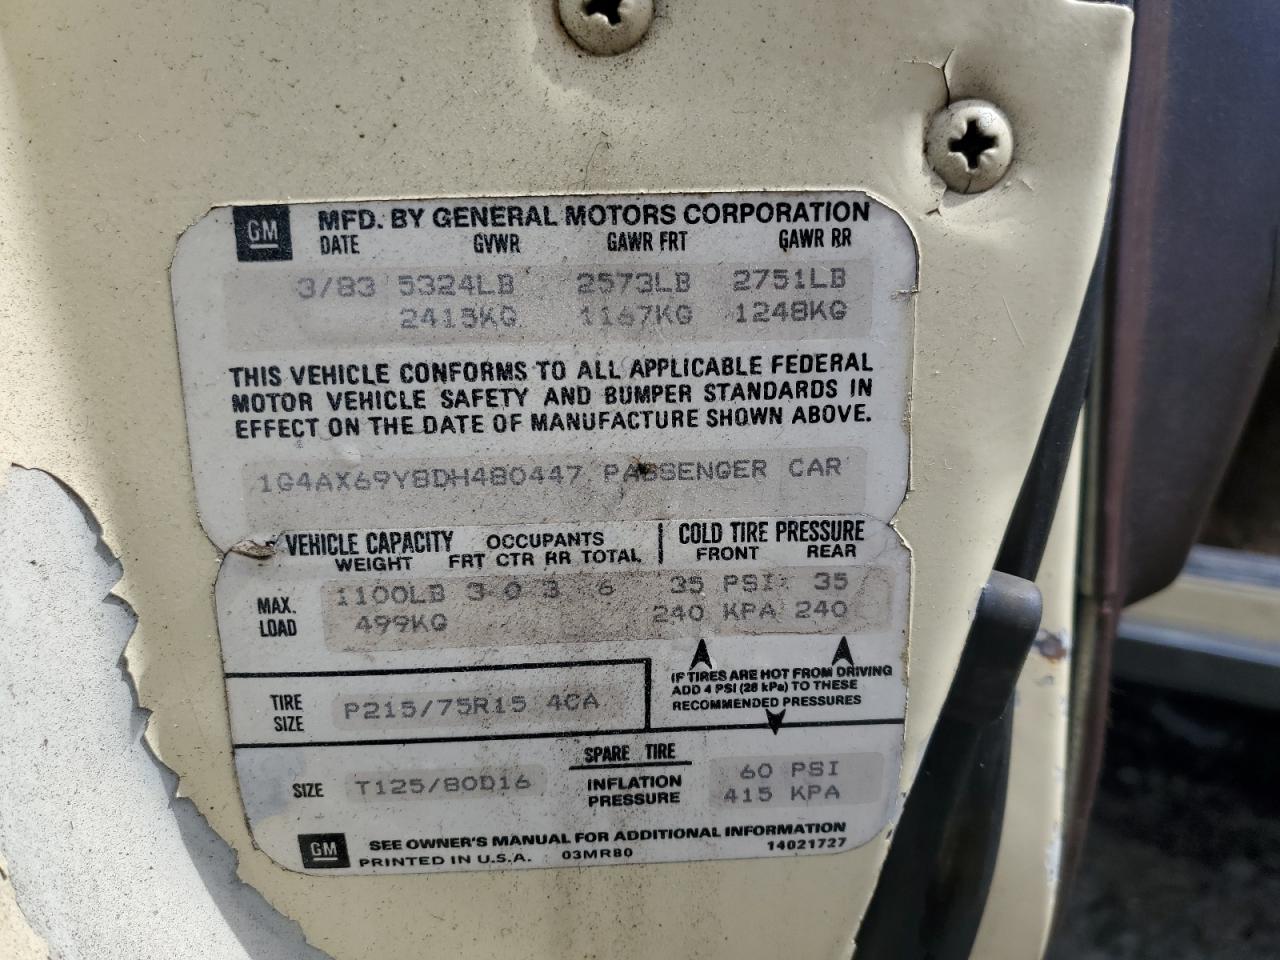 GM MFD. BY GENERAL MOTORS CORPORATION
DATE GVWR GAWR FRT GAWR RR
3/83 5324LB 2573LB 2751LB
2415KG 1167KG 1248KG
THIS VEHICLE CONFORMS TO ALL APPLICABLE FEDERAL
MOTOR VEHICLE SAFETY AND BUMPER STANDARDS IN
EFFECT ON THE DATE OF MANUFACTURE SHOWN ABOVE.
1G4AX69Y8DH480447 PASSENGER CAR
VEHICLE CAPACITY OCCUPANTS COLD TIRE PRESSURE
WEIGHT FRT CTR RR TOTAL FRONT REAR
MAX. LOAD
1100LB 3 0 3 6 35 PSI 35
499KG 240 KPA 240
IF TIRES ARE HOT FROM DRIVING
ADD 4 PSI (28 kPa) TO THESE
RECOMMENDED PRESSURES
TIRE SIZE P215/75R15 4CA
SPARE TIRE
SIZE T125/80D16 INFLATION PRESSURE 60 PSI
415 KPA
GM SEE OWNER'S MANUAL FOR ADDITIONAL INFORMATION
PRINTED IN U.S.A. 03MR80 14021727